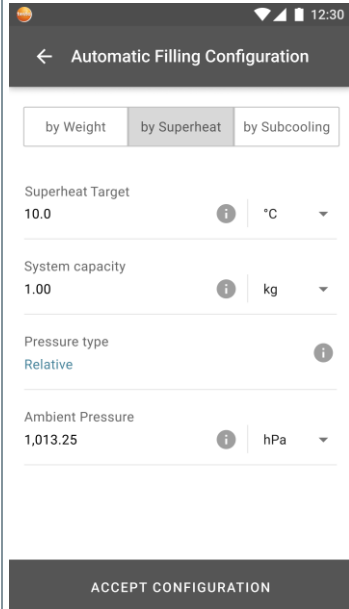 12:30
Automatic Filling Configuration
by Weight by Superheat by Subcooling
Superheat Target
10.0 °C
System capacity
1.00 kg
Pressure type
Relative
Ambient Pressure
1,013.25 hPa
ACCEPT CONFIGURATION